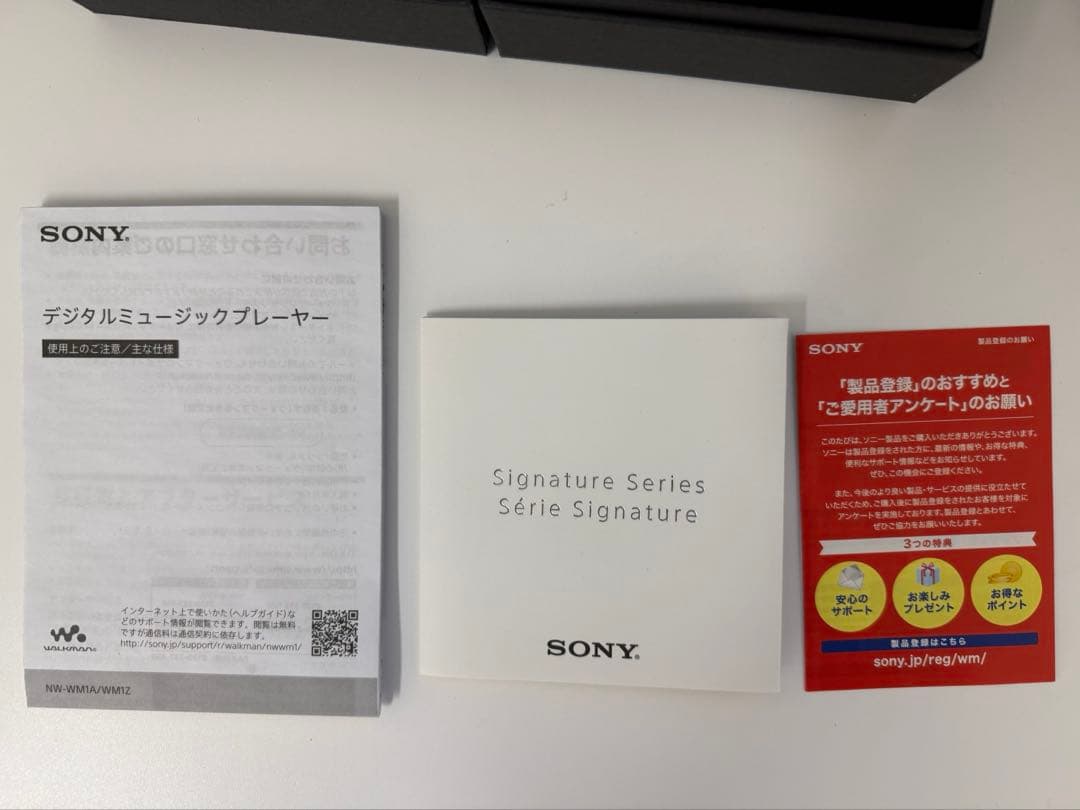 SONY
デジタルミュージックプレーヤー
使用上のご注意／主な仕様
インターネット上で使いかた（ヘルプガイド）な
どのサポート情報が閲覧できます。閲覧は無料
ですが通信料は通信契約に依存します。
http://sony.jp/support/r/walkman/nwwm1/
WALKMAN
NW-WM1A/WM1Z
Signature Series
Série Signature
SONY
SONY
製品登録のお願い
「製品登録」のおすすめと
「ご愛用者アンケート」のお願い
このたびは、ソニー製品をご購入いただきありがとうございます。
ソニーは製品登録をされた方に、最新の情報や、お得な特典、
便利なサポート情報などをお知らせしています。
ぜひ、この機会にご登録ください。
また、今後のより良い製品・サービスの提供に役立たせて
いただくため、ご購入後に製品登録をされたお客様を対象に
アンケートを実施しております。製品登録とあわせて、
ぜひご協力をお願いいたします。
3つの特典
安心の
サポート
お楽しみ
プレゼント
お得な
ポイント
製品登録はこちら
sony.jp/reg/wm/